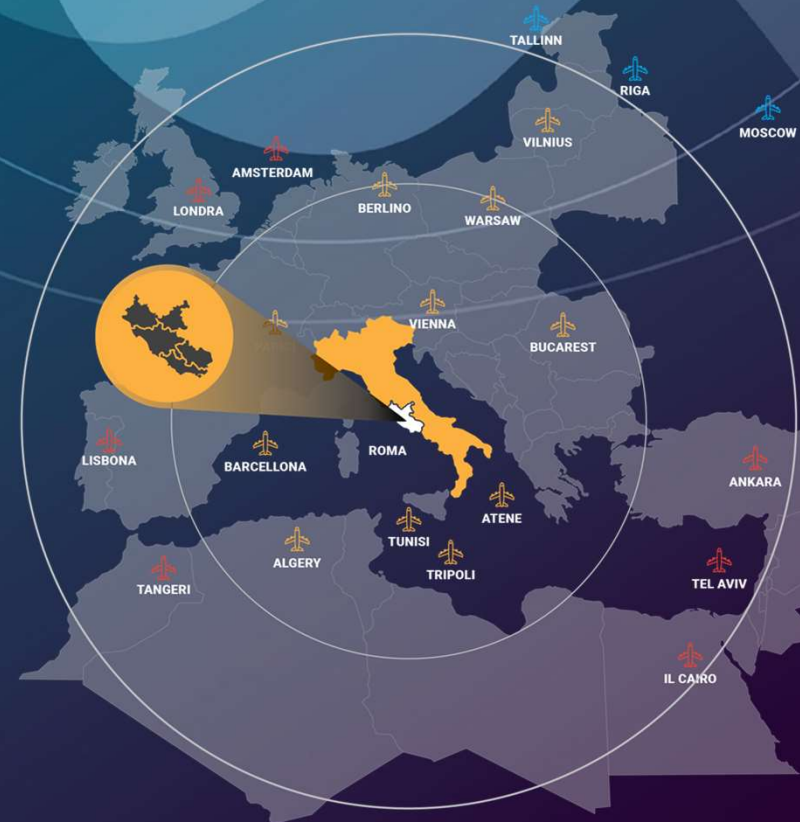 TALLINN
RIGA
MOSCOW
VILNIUS
AMSTERDAM
LONDRA
BERLINO
WARSAW
VIENNA
BUCAREST
ROMA
LISBONA
BARCELLONA
ANKARA
ATENE
TUNISI
ALGERY
TRIPOLI
TANGERI
TEL AVIV
IL CAIRO